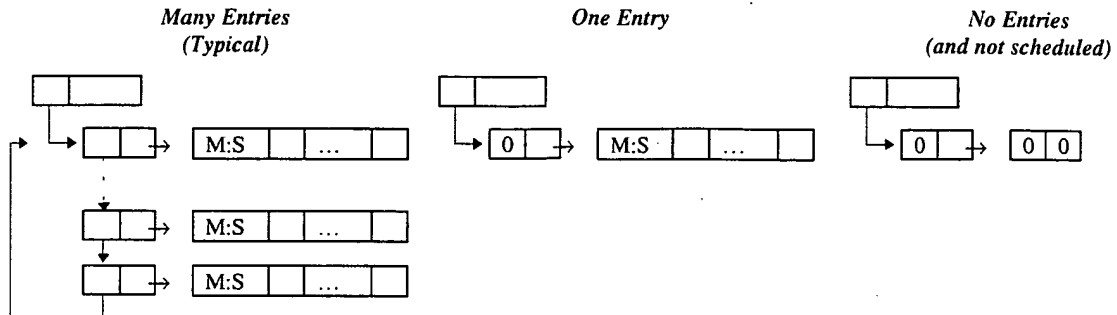 Many Entries
(Typical)
One Entry
No Entries
(and not scheduled)
M:S ...
0 M:S ...
0 0 0
M:S ...
M:S ...